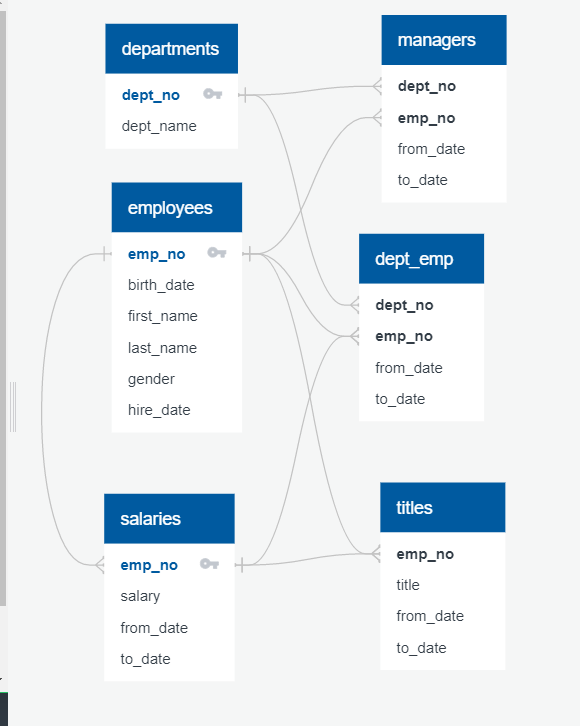 departments
dept_no
dept_name
managers
dept_no
emp_no
from_date
to_date
employees
emp_no
birth_date
first_name
last_name
gender
hire_date
dept_emp
dept_no
emp_no
from_date
to_date
salaries
emp_no
salary
from_date
to_date
titles
emp_no
title
from_date
to_date